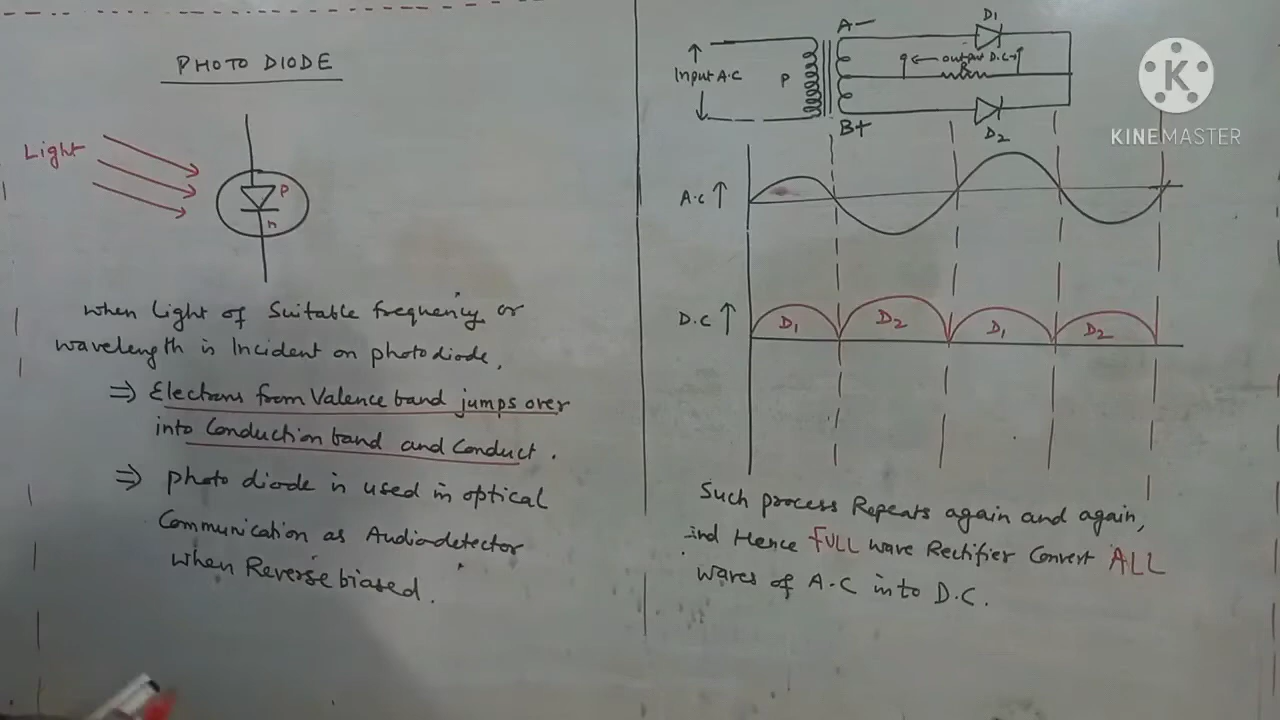 PHOTO DIODE
Light
P
n
when Light of Suitable frequency or
wavelength is Incident on photodiode.
⇒ Electrons from Valence band jumps over
into Conduction band and Conduct.
⇒ photo diode is used in optical
Communication as Audiodetector
when Reverse biased.
A-
D1
Input A.C
P
output D.C
R
B+
D2
K
KINEMASTER
A.C ↑
D.C ↑
D1
D2
D1
D2
Such process Repeats again and again,
and Hence FULL wave Rectifier Convert ALL
waves of A.C into D.C.